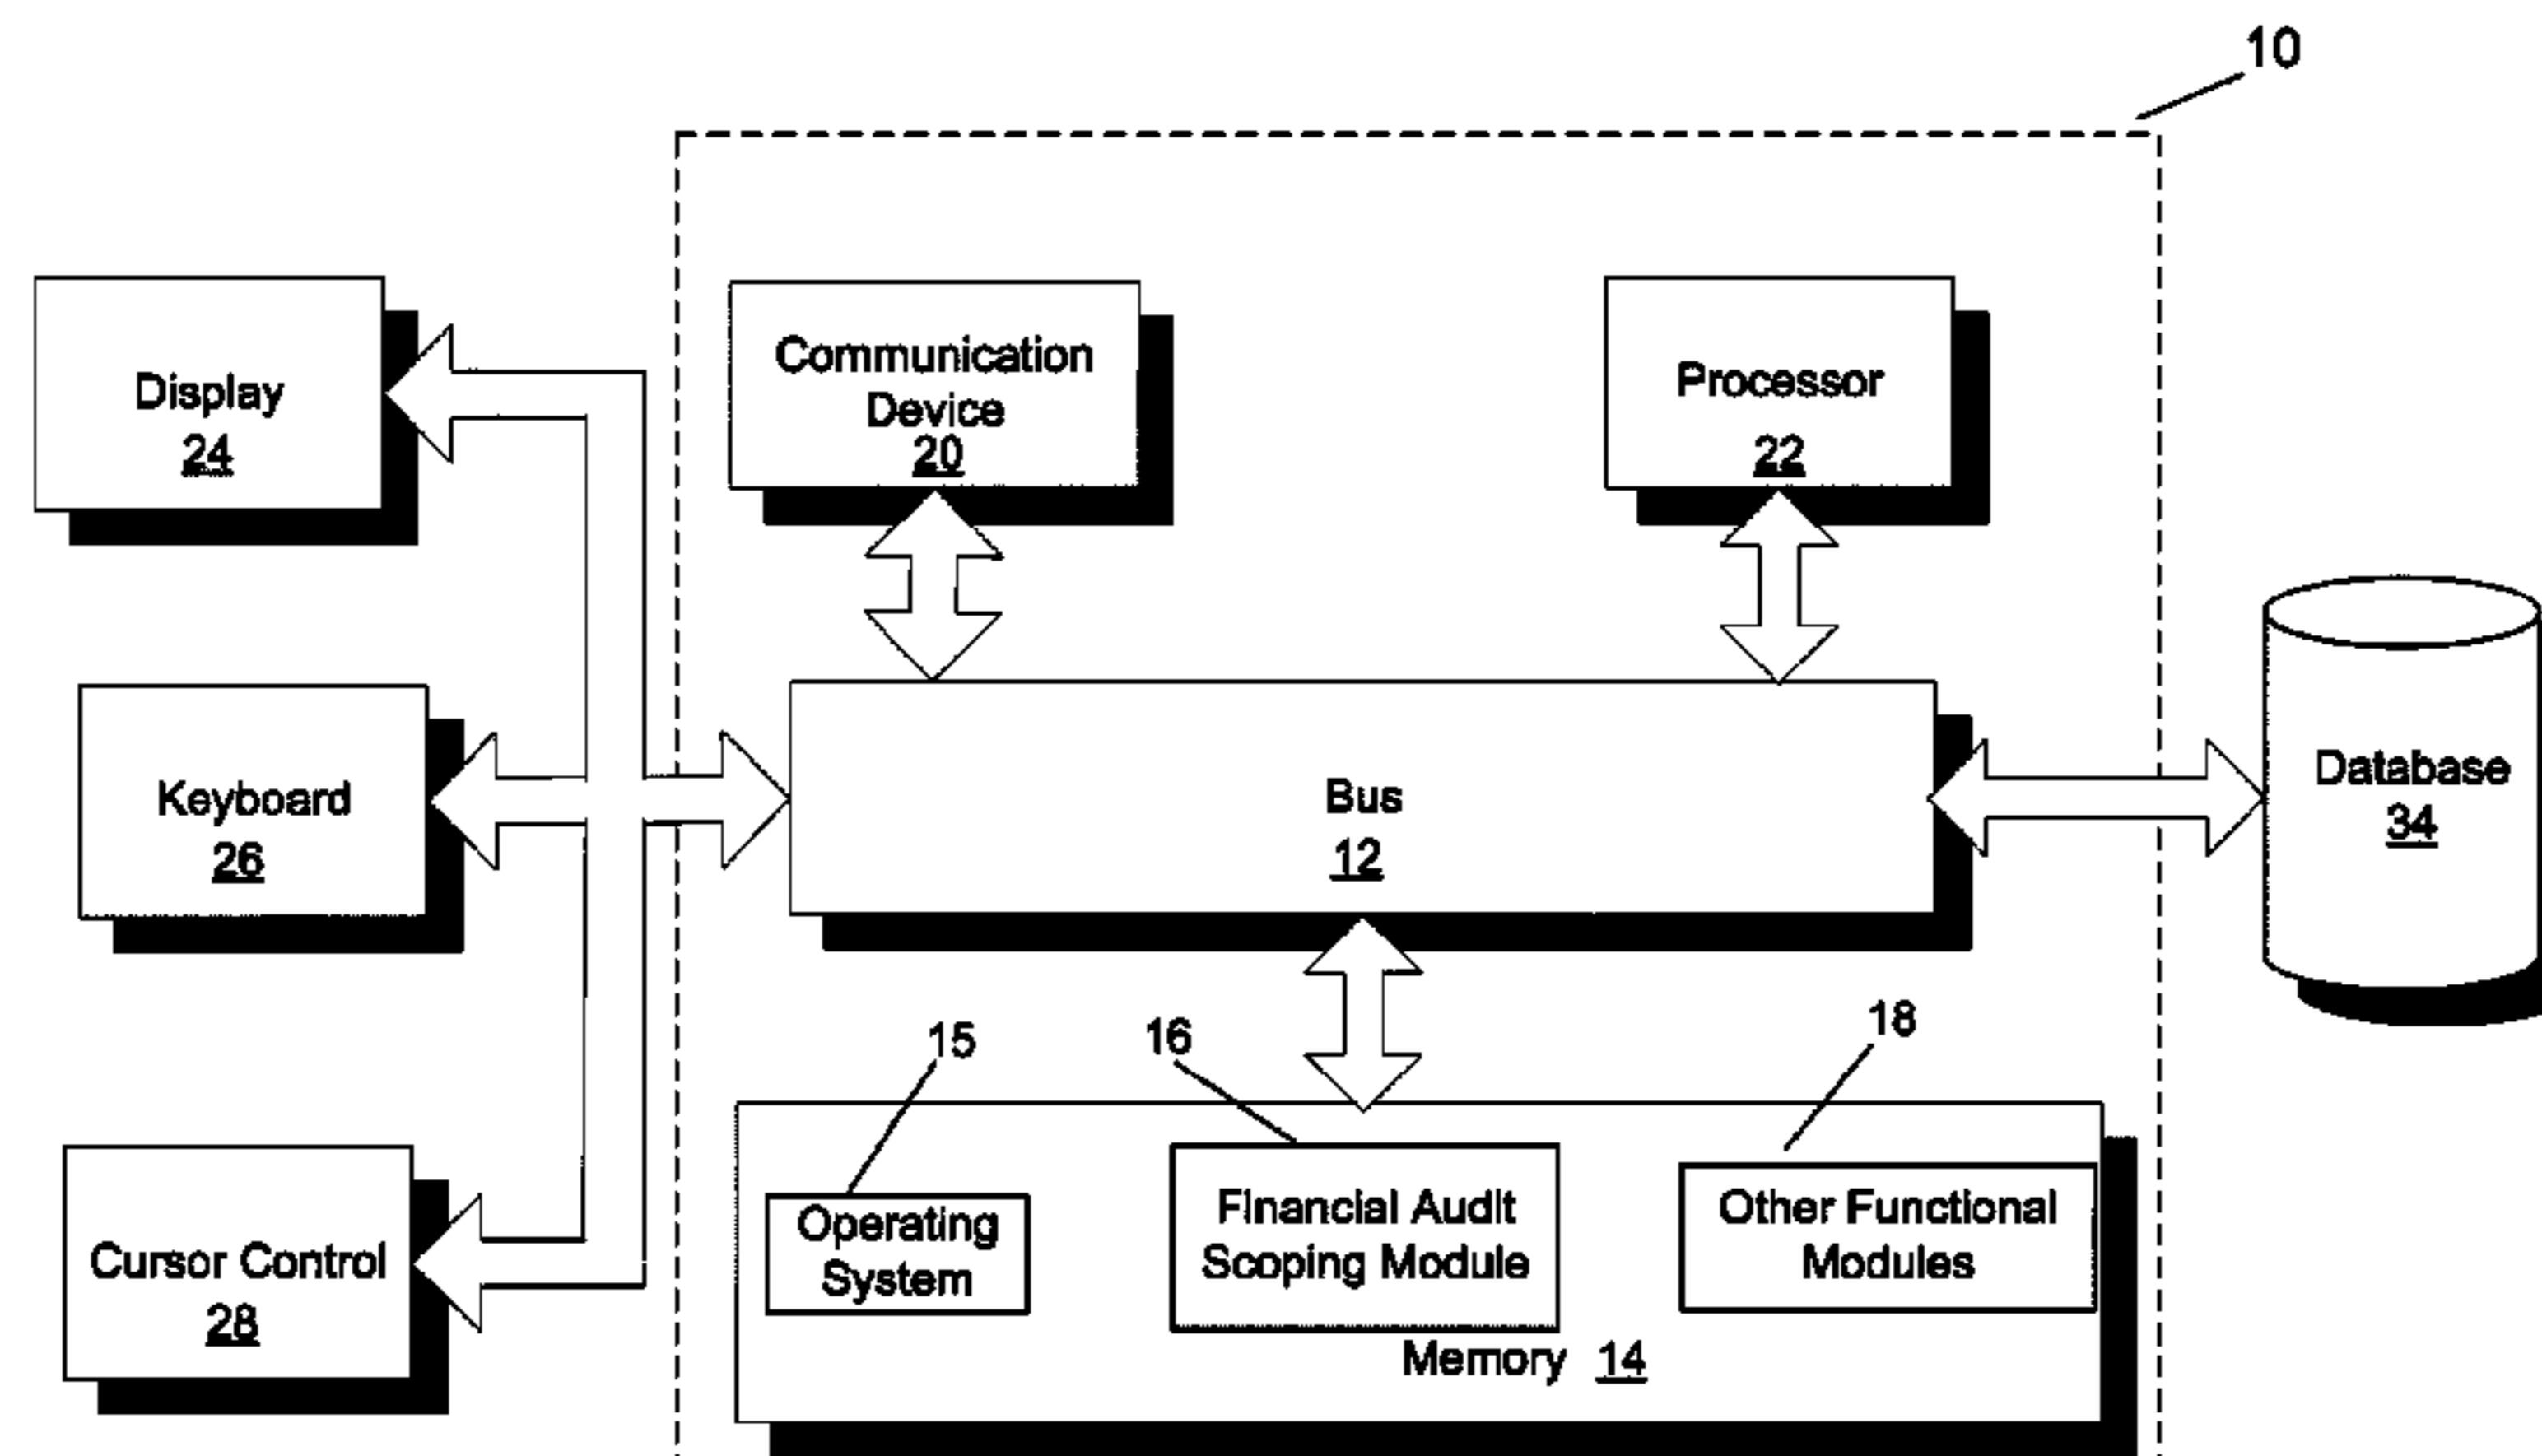 10
Display
24
Communication
Device
20
Processor
22
Keyboard
26
Bus
12
Database
34
15
16
18
Cursor Control
28
Operating
System
Financial Audit
Scoping Module
Other Functional
Modules
Memory 14